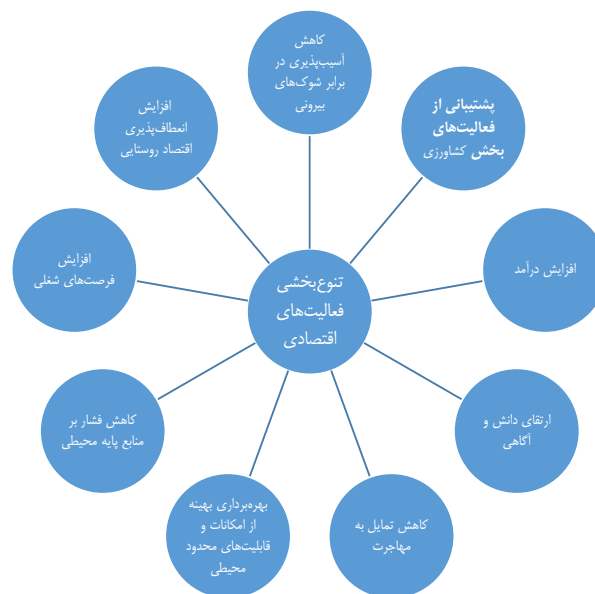 کاهش
آسیب‌پذیری در
برابر شوک‌های
بیرونی
پشتیبانی از
فعالیت‌های
بخش کشاورزی
افزایش درآمد
ارتقای دانش و
آگاهی
کاهش تمایل به
مهاجرت
بهره‌برداری بهینه
از امکانات و
قابلیت‌های محدود
محیطی
کاهش فشار بر
منابع پایه محیطی
افزایش
فرصت‌های شغلی
افزایش
انعطاف‌پذیری
اقتصاد روستایی
تنوع‌بخشی
فعالیت‌های
اقتصادی